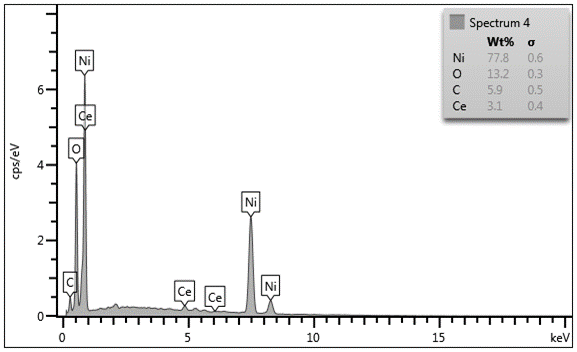 Spectrum 4
Wt% σ
Ni 77.8 0.6
O 13.2 0.3
C 5.9 0.5
Ce 3.1 0.4
Ni
Ce
O
C
Ce
Ce
Ni
Ni
cps/eV
6
4
2
0
0 5 10 15 keV